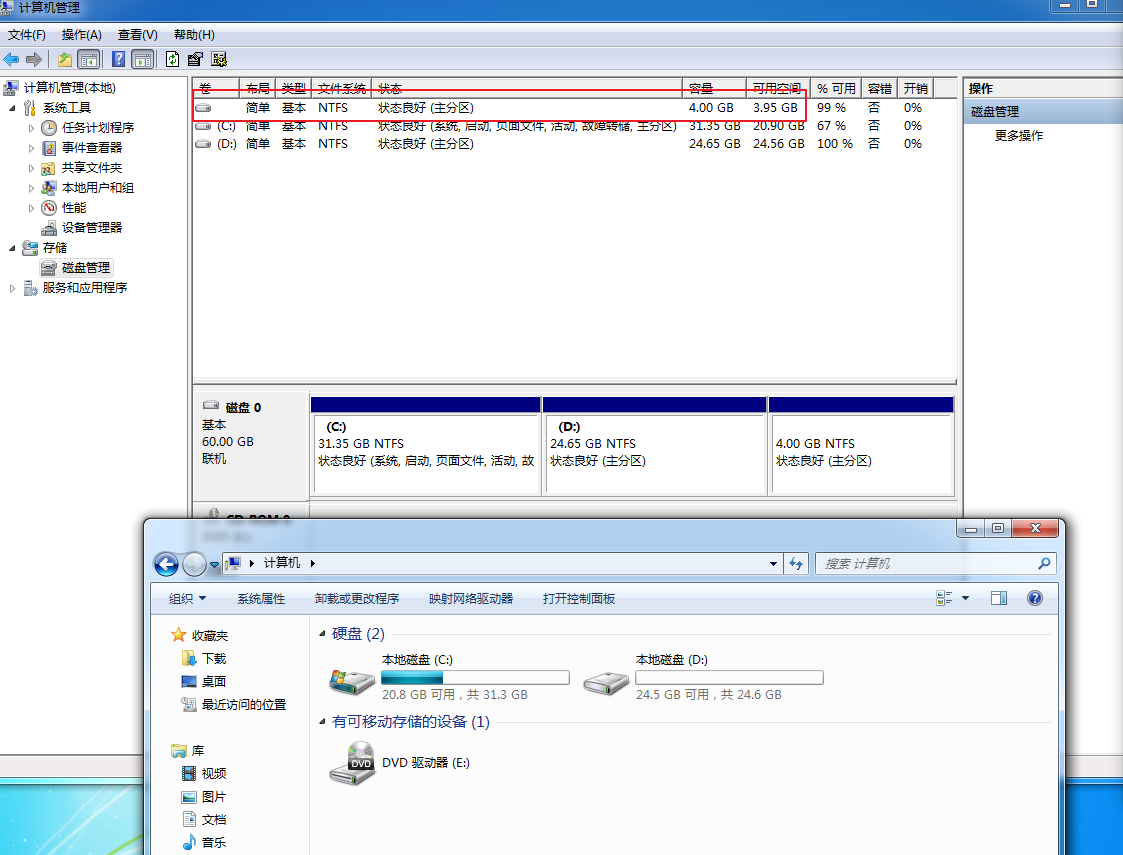 计算机管理
文件(F) 操作(A) 查看(V) 帮助(H)
计算机管理(本地)
系统工具
任务计划程序
事件查看器
共享文件夹
本地用户和组
性能
设备管理器
存储
磁盘管理
服务和应用程序
卷 布局 类型 文件系统 状态 容量 可用空间 % 可用 容错 开销
简单 基本 NTFS 状态良好 (主分区) 4.00 GB 3.95 GB 99 % 否 0%
(C:) 简单 基本 NTFS 状态良好 (系统, 启动, 页面文件, 活动, 故障转储, 主分区) 31.35 GB 20.90 GB 67 % 否 0%
(D:) 简单 基本 NTFS 状态良好 (主分区) 24.65 GB 24.56 GB 100 % 否 0%
操作
磁盘管理
更多操作
磁盘 0
基本
60.00 GB
联机
(C:)
31.35 GB NTFS
状态良好 (系统, 启动, 页面文件, 活动, 故
(D:)
24.65 GB NTFS
状态良好 (主分区)
4.00 GB NTFS
状态良好 (主分区)
CD-ROM 0
计算机
搜索 计算机
组织 系统属性 卸载或更改程序 映射网络驱动器 打开控制面板
收藏夹
下载
桌面
最近访问的位置
库
视频
图片
文档
音乐
硬盘 (2)
本地磁盘 (C:)
20.8 GB 可用，共 31.3 GB
本地磁盘 (D:)
24.5 GB 可用，共 24.6 GB
有可移动存储的设备 (1)
DVD
DVD 驱动器 (E:)